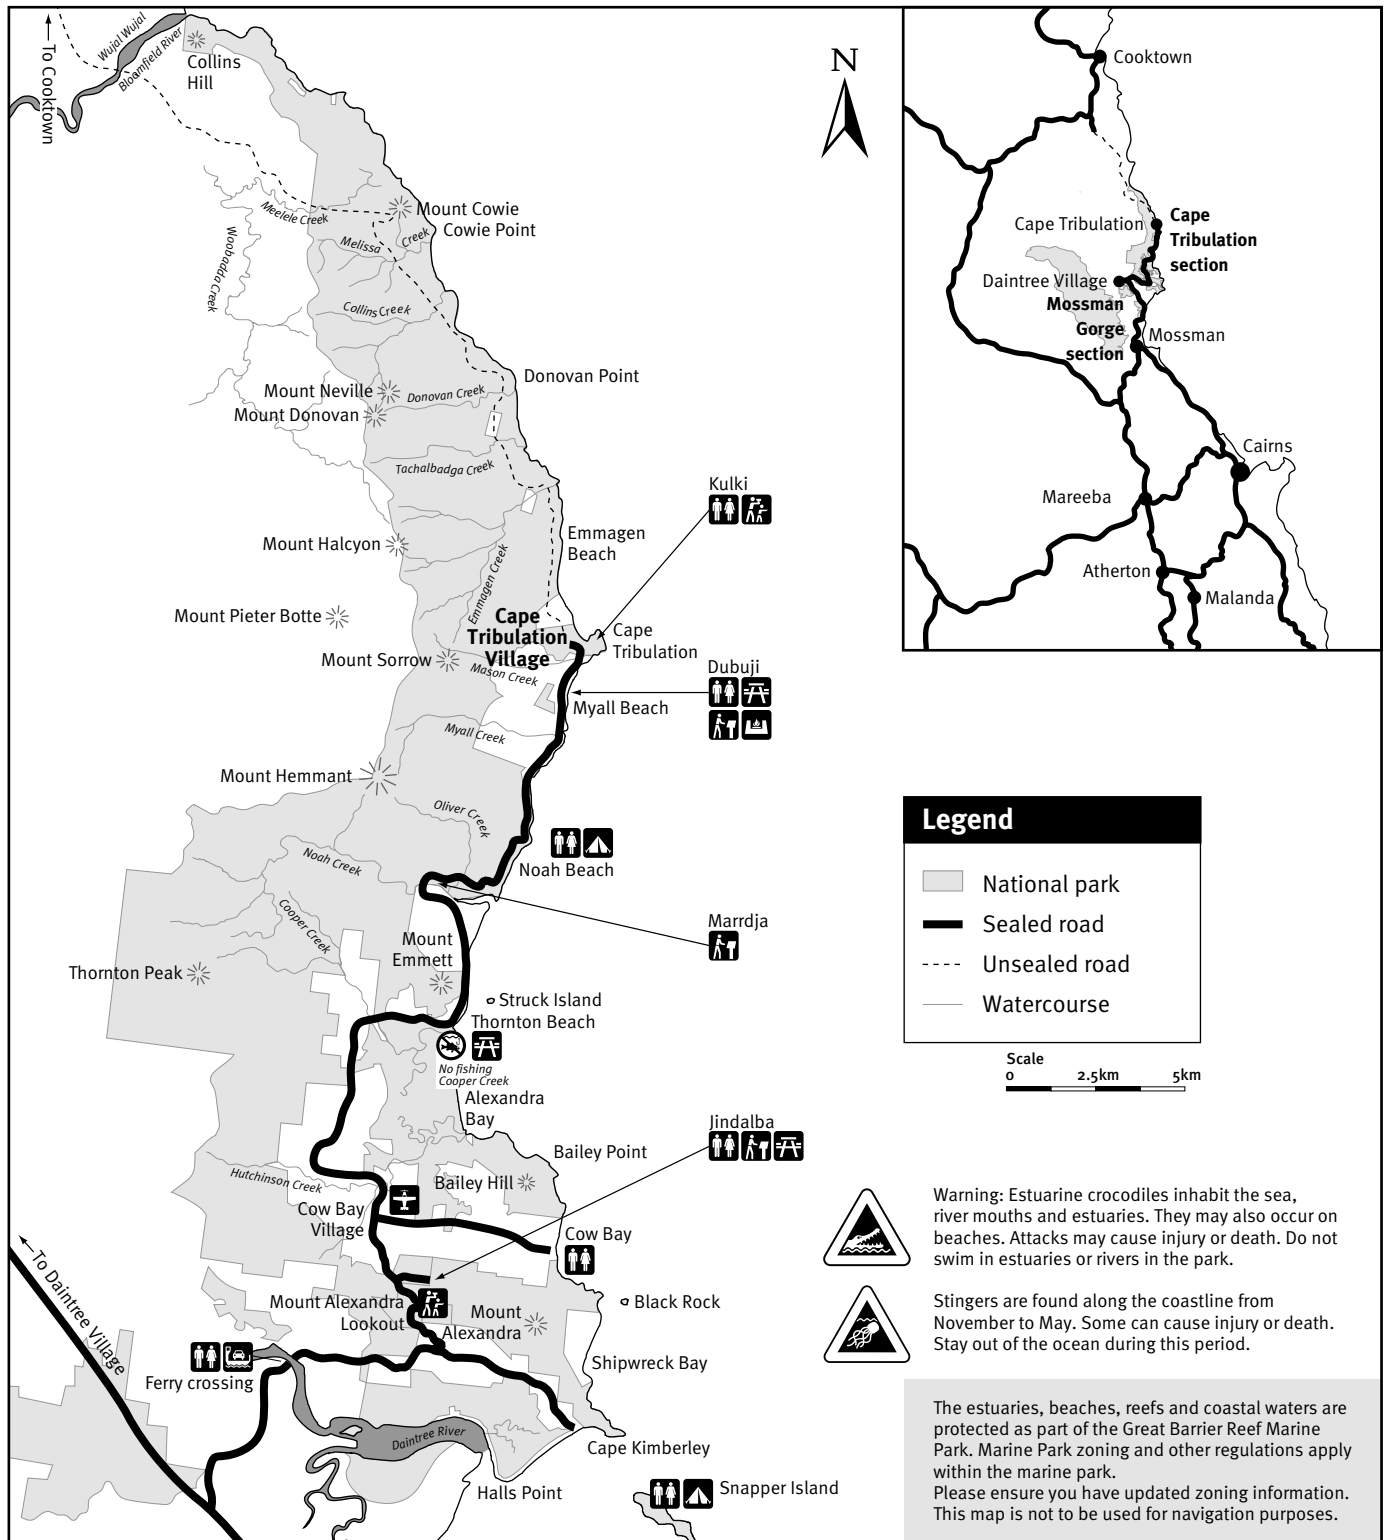 To Cooktown
Wujal Wujal
Bloomfield River
Collins
Hill
N
Meelele Creek
Mount Cowie
Cowie Point
Melissa
Creek
Woobadda Creek
Collins Creek
Donovan Point
Mount Neville
Mount Donovan
Donovan Creek
Tachalbadga Creek
Kulki
Emmagen
Beach
Mount Halcyon
Emmagen Creek
Mount Pieter Botte
Cape
Tribulation
Village
Cape
Tribulation
Mount Sorrow
Mason Creek
Dubuji
Myall Beach
Myall Creek
Mount Hemmant
Oliver Creek
Noah Creek
Noah Beach
Cooper Creek
Marrdja
Mount
Emmett
Thornton Peak
Struck Island
Thornton Beach
No fishing
Cooper Creek
Alexandra
Bay
Jindalba
Bailey Point
Hutchinson Creek
Bailey Hill
Cow Bay
Village
Cow Bay
To Daintree Village
Mount Alexandra
Lookout
Mount
Alexandra
Black Rock
Shipwreck Bay
Ferry crossing
Daintree River
Cape Kimberley
Halls Point
Snapper Island
Cooktown
Cape Tribulation
Cape
Tribulation
section
Daintree Village
Mossman
Gorge
section
Mossman
Cairns
Mareeba
Atherton
Malanda
Legend
National park
Sealed road
Unsealed road
Watercourse
Scale
0 2.5km 5km
Warning: Estuarine crocodiles inhabit the sea,
river mouths and estuaries. They may also occur on
beaches. Attacks may cause injury or death. Do not
swim in estuaries or rivers in the park.
Stingers are found along the coastline from
November to May. Some can cause injury or death.
Stay out of the ocean during this period.
The estuaries, beaches, reefs and coastal waters are
protected as part of the Great Barrier Reef Marine
Park. Marine Park zoning and other regulations apply
within the marine park.
Please ensure you have updated zoning information.
This map is not to be used for navigation purposes.